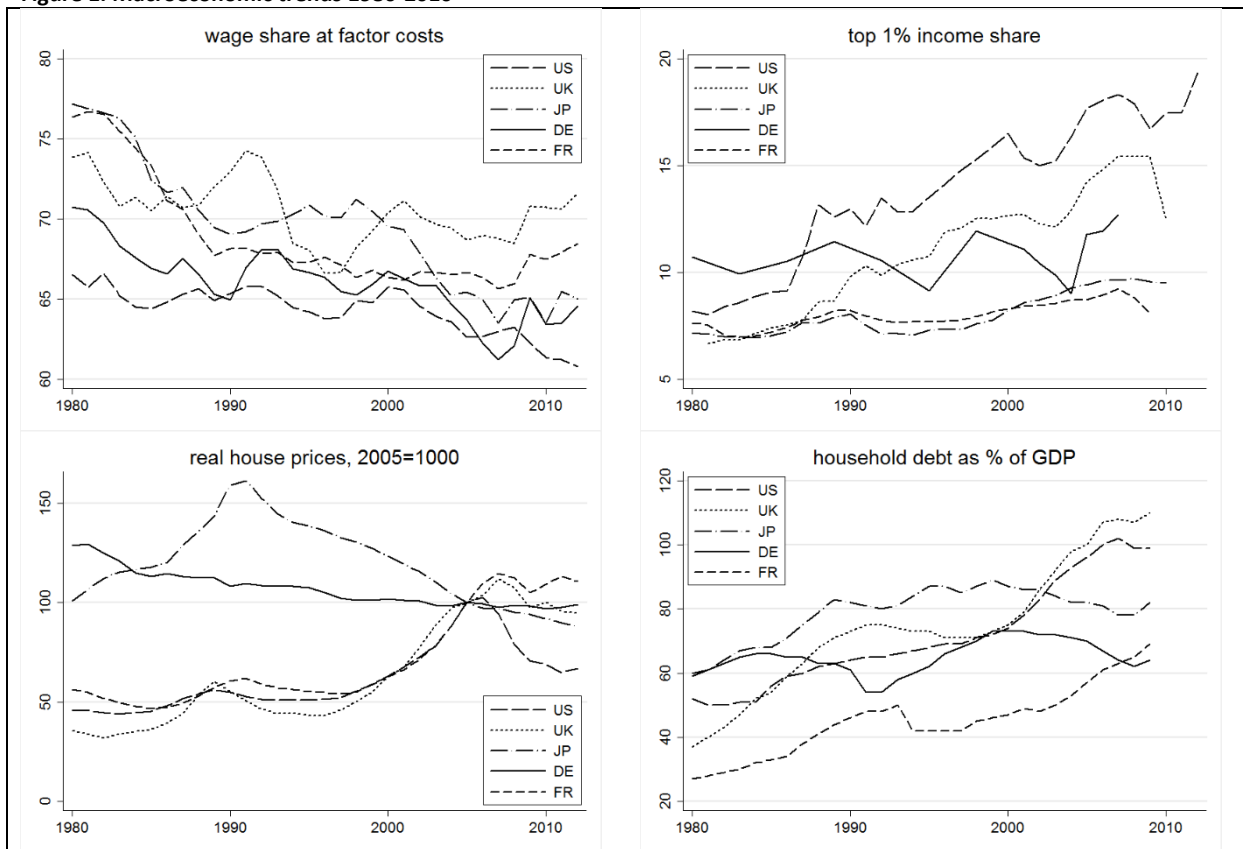 wage share at factor costs
80
75
70
65
60
1980
1990
2000
2010
US
UK
JP
DE
FR
top 1% income share
20
15
10
5
1980
1990
2000
2010
US
UK
JP
DE
FR
real house prices, 2005=1000
150
100
50
0
1980
1990
2000
2010
US
UK
JP
DE
FR
household debt as % of GDP
120
100
80
60
40
20
1980
1990
2000
2010
US
UK
JP
DE
FR